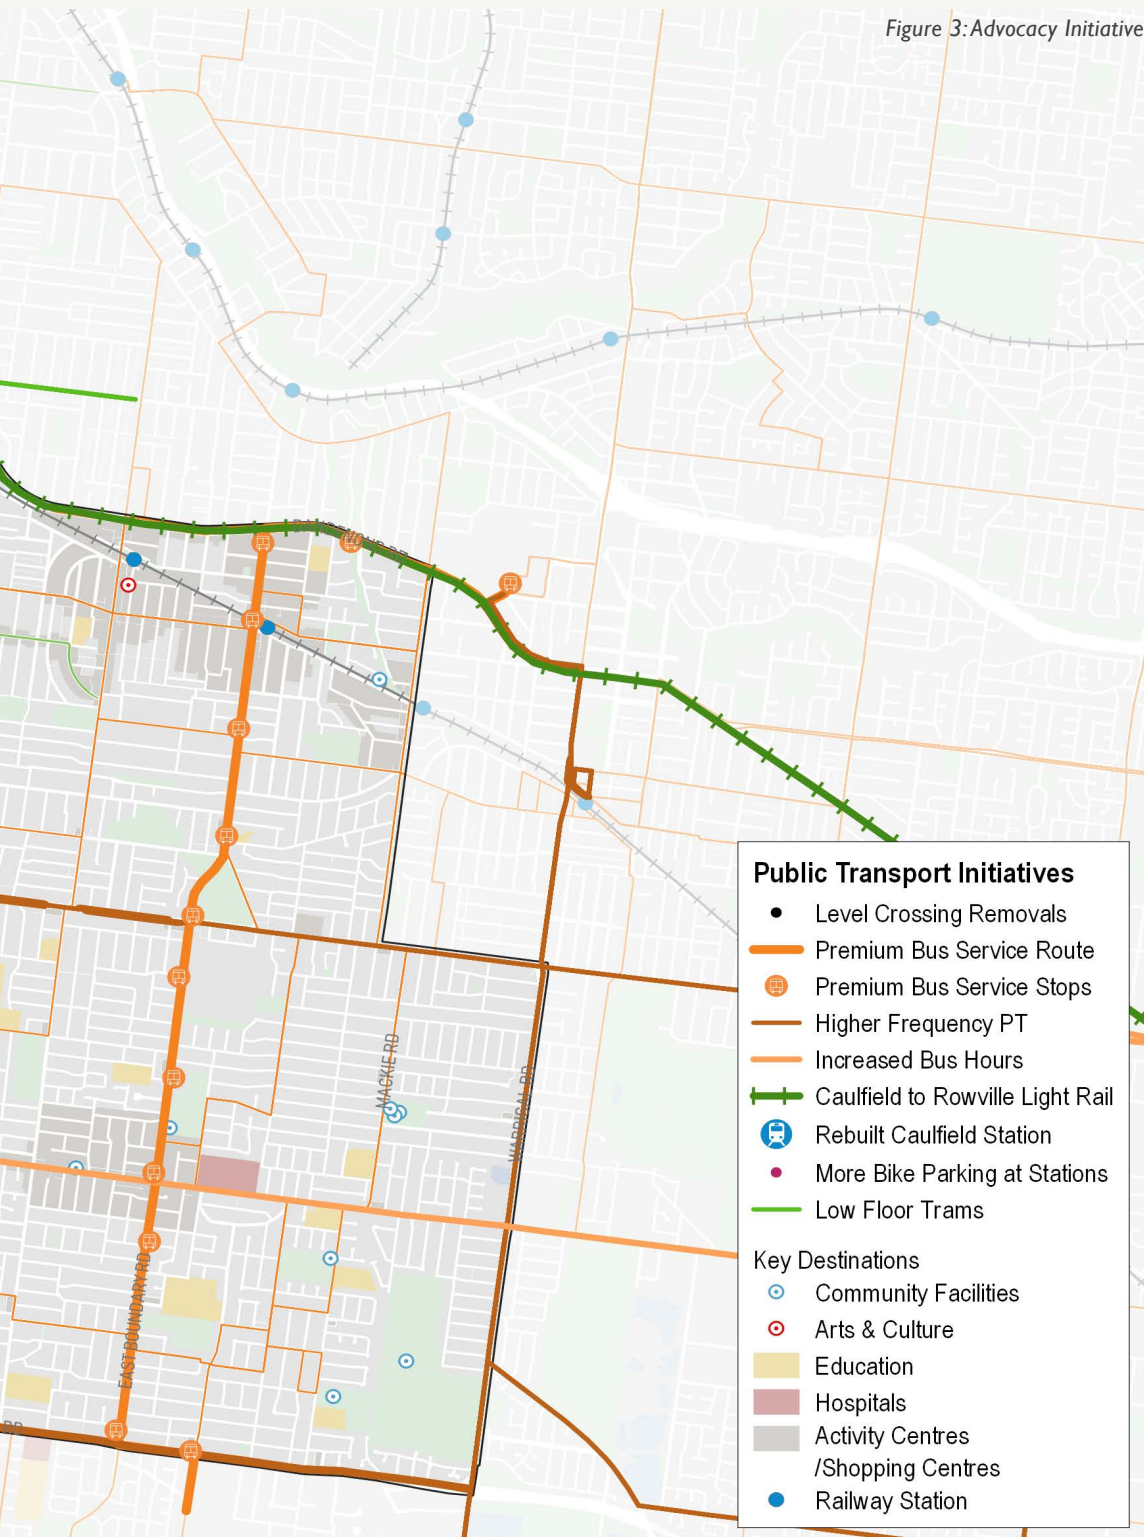 Figure 3: Advocacy Initiative
MACKIE RD
WARRIGAL RD
EAST BOUNDARY RD
RD
Public Transport Initiatives
Level Crossing Removals
Premium Bus Service Route
Premium Bus Service Stops
Higher Frequency PT
Increased Bus Hours
Caulfield to Rowville Light Rail
Rebuilt Caulfield Station
More Bike Parking at Stations
Low Floor Trams
Key Destinations
Community Facilities
Arts & Culture
Education
Hospitals
Activity Centres
/Shopping Centres
Railway Station